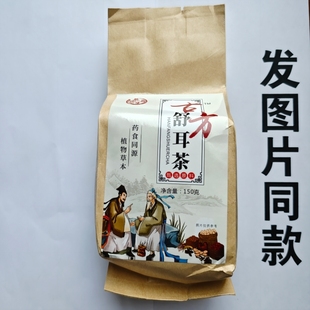 古方
舒耳茶
药食同源
植物草本
净含量：150克
发图片同款